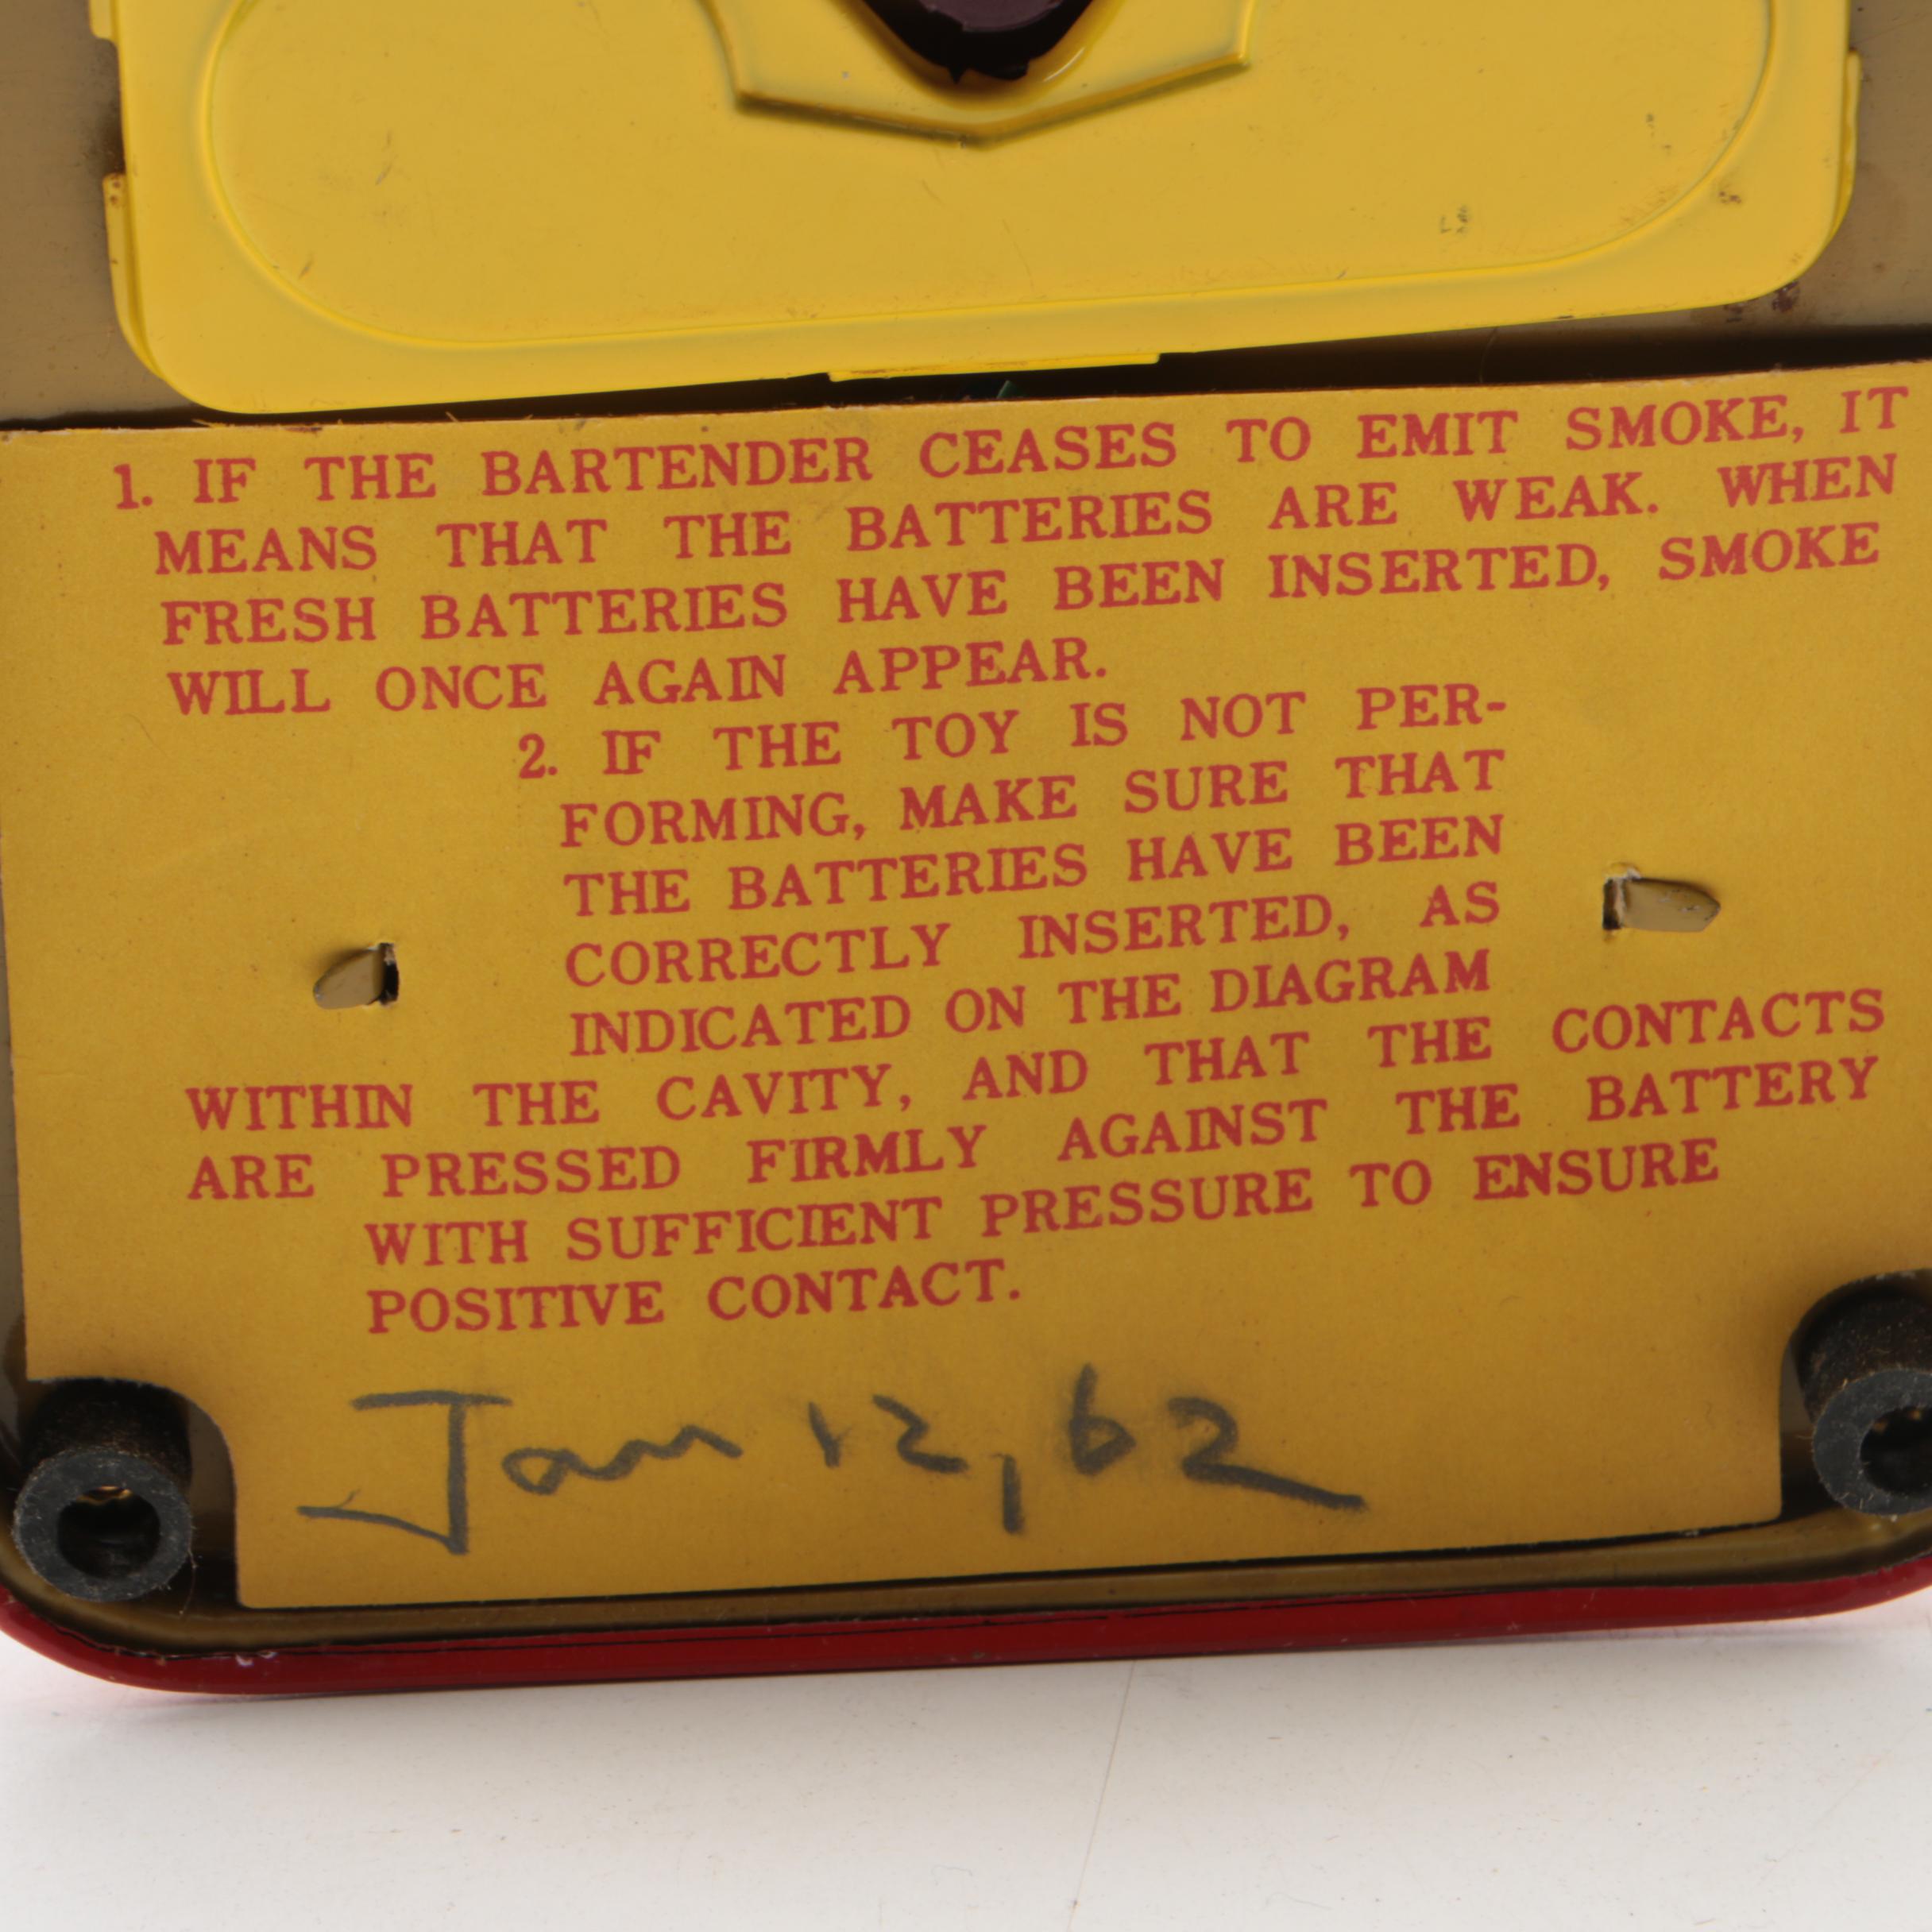 1. IF THE BARTENDER CEASES TO EMIT SMOKE, IT
MEANS THAT THE BATTERIES ARE WEAK. WHEN
FRESH BATTERIES HAVE BEEN INSERTED, SMOKE
WILL ONCE AGAIN APPEAR.
2. IF THE TOY IS NOT PER-
FORMING, MAKE SURE THAT
THE BATTERIES HAVE BEEN
CORRECTLY INSERTED, AS
INDICATED ON THE DIAGRAM
WITHIN THE CAVITY, AND THAT THE CONTACTS
ARE PRESSED FIRMLY AGAINST THE BATTERY
WITH SUFFICIENT PRESSURE TO ENSURE
POSITIVE CONTACT.
Jan 12, 62